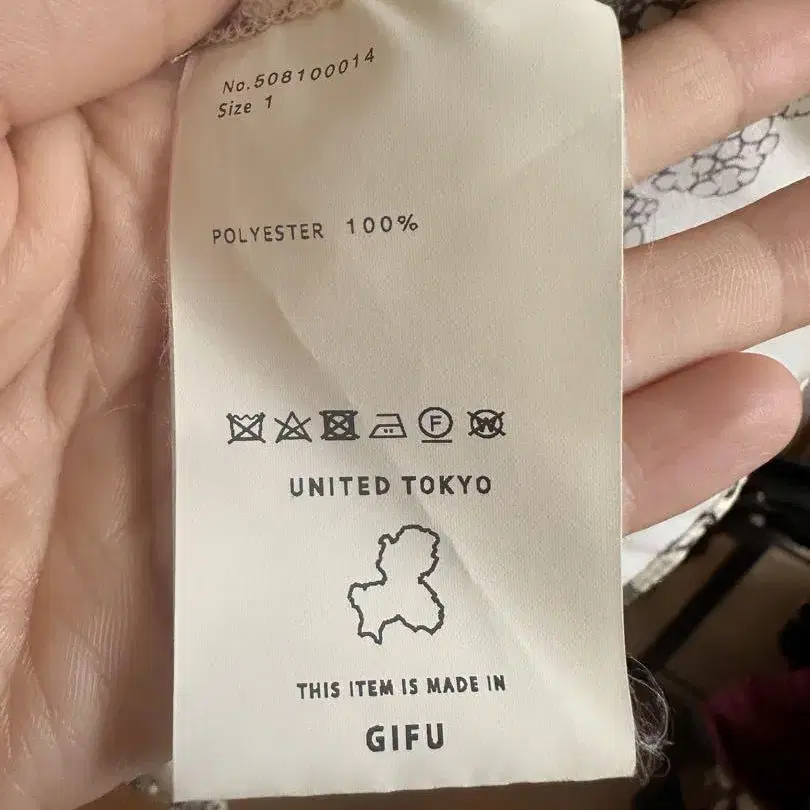 No.508100014
Size 1
POLYESTER 100%
F W
UNITED TOKYO
THIS ITEM IS MADE IN
GIFU